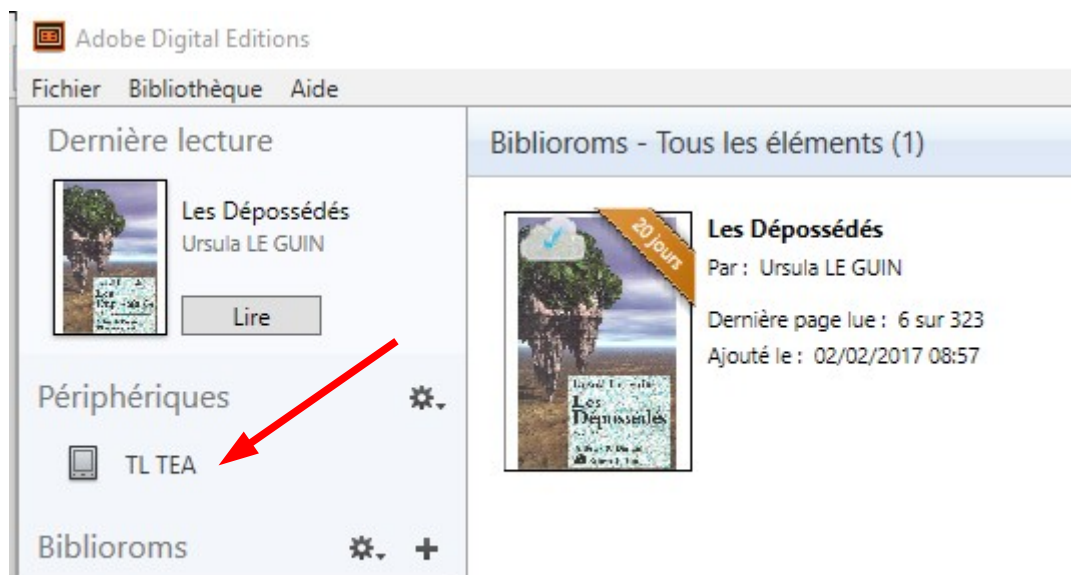 Adobe Digital Editions
Fichier Bibliothèque Aide
Dernière lecture
Les Dépossédés
Ursula LE GUIN
Lire
Périphériques
TL TEA
Biblioroms
Biblioroms - Tous les éléments (1)
20 jours
Les Dépossédés
Les Dépossédés
Par : Ursula LE GUIN
Dernière page lue : 6 sur 323
Ajouté le : 02/02/2017 08:57